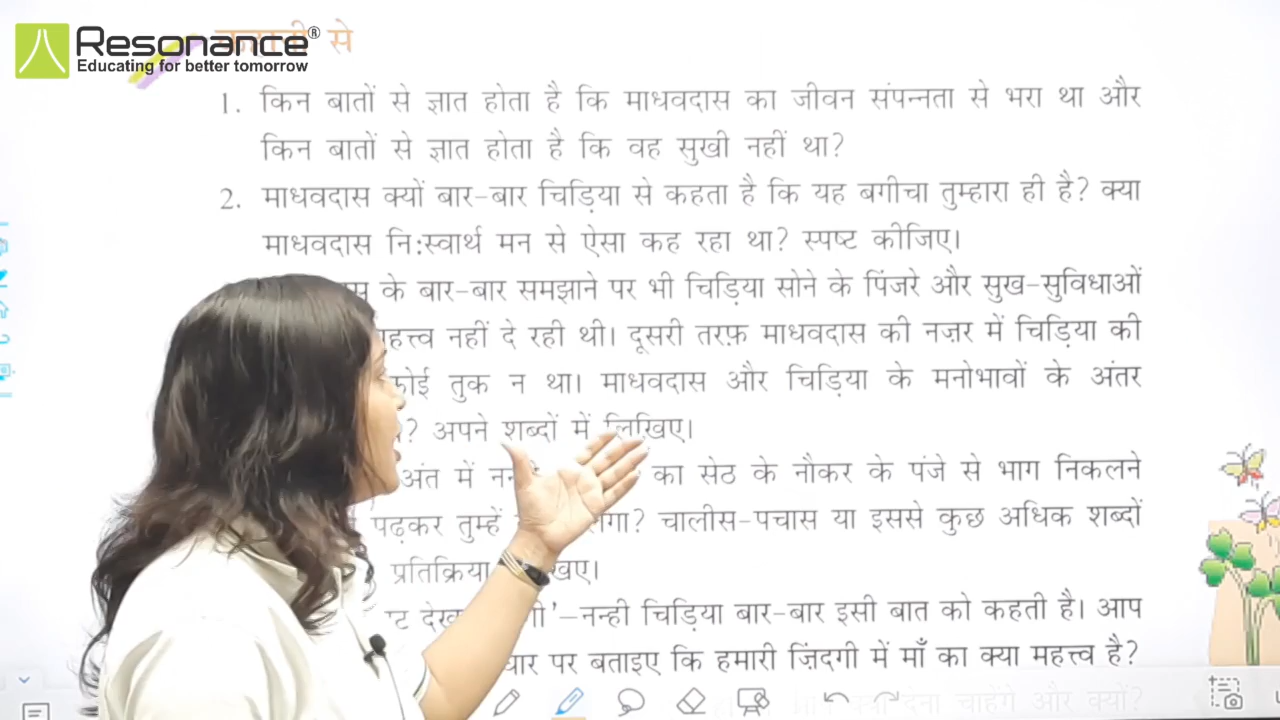 Resonance®
Educating for better tomorrow
से
1. किन बातों से ज्ञात होता है कि माधवदास का जीवन संपन्नता से भरा था और
किन बातों से ज्ञात होता है कि वह सुखी नहीं था?
2. माधवदास क्यों बार-बार चिड़िया से कहता है कि यह बगीचा तुम्हारा ही है? क्या
माधवदास नि:स्वार्थ मन से ऐसा कह रहा था? स्पष्ट कीजिए।
के बार-बार समझाने पर भी चिड़िया सोने के पिंजरे और सुख-सुविधाओं
नहीं दे रही थी। दूसरी तरफ़ माधवदास की नज़र में चिड़िया की
कोई तुक न था। माधवदास और चिड़िया के मनोभावों के अंतर
अपने शब्दों में लिखिए।
अंत में का सेठ के नौकर के पंजे से भाग निकलने
पढ़कर तुम्हें चालीस-पचास या इससे कुछ अधिक शब्दों
प्रतिक्रिया
नन्ही चिड़िया बार-बार इसी बात को कहती है। आप
पर बताइए कि हमारी ज़िंदगी में माँ का क्या महत्त्व है?
देना चाहेंगे और क्यों?